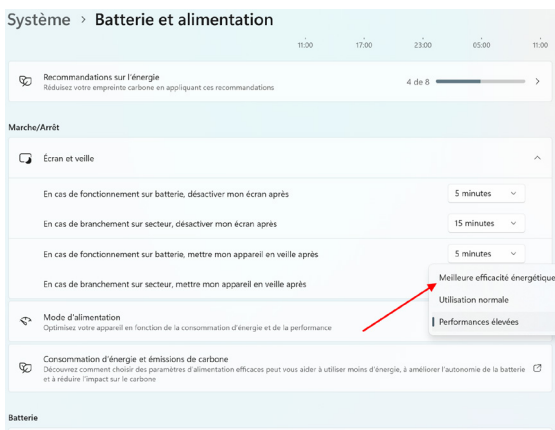 Système > Batterie et alimentation
11:00 17:00 23:00 05:00 11:00
Recommandations sur l'énergie
Réduisez votre empreinte carbone en appliquant ces recommandations
4 de 8
Marche/Arrêt
Écran et veille
En cas de fonctionnement sur batterie, désactiver mon écran après
5 minutes
En cas de branchement sur secteur, désactiver mon écran après
15 minutes
En cas de fonctionnement sur batterie, mettre mon appareil en veille après
5 minutes
Meilleure efficacité énergétique
En cas de branchement sur secteur, mettre mon appareil en veille après
Utilisation normale
Mode d'alimentation
Optimisez votre appareil en fonction de la consommation d'énergie et de la performance
Performances élevées
Consommation d'énergie et émissions de carbone
Découvrez comment choisir des paramètres d'alimentation efficaces peut vous aider à utiliser moins d'énergie, à améliorer l'autonomie de la batterie
et à réduire l'impact sur le carbone
Batterie